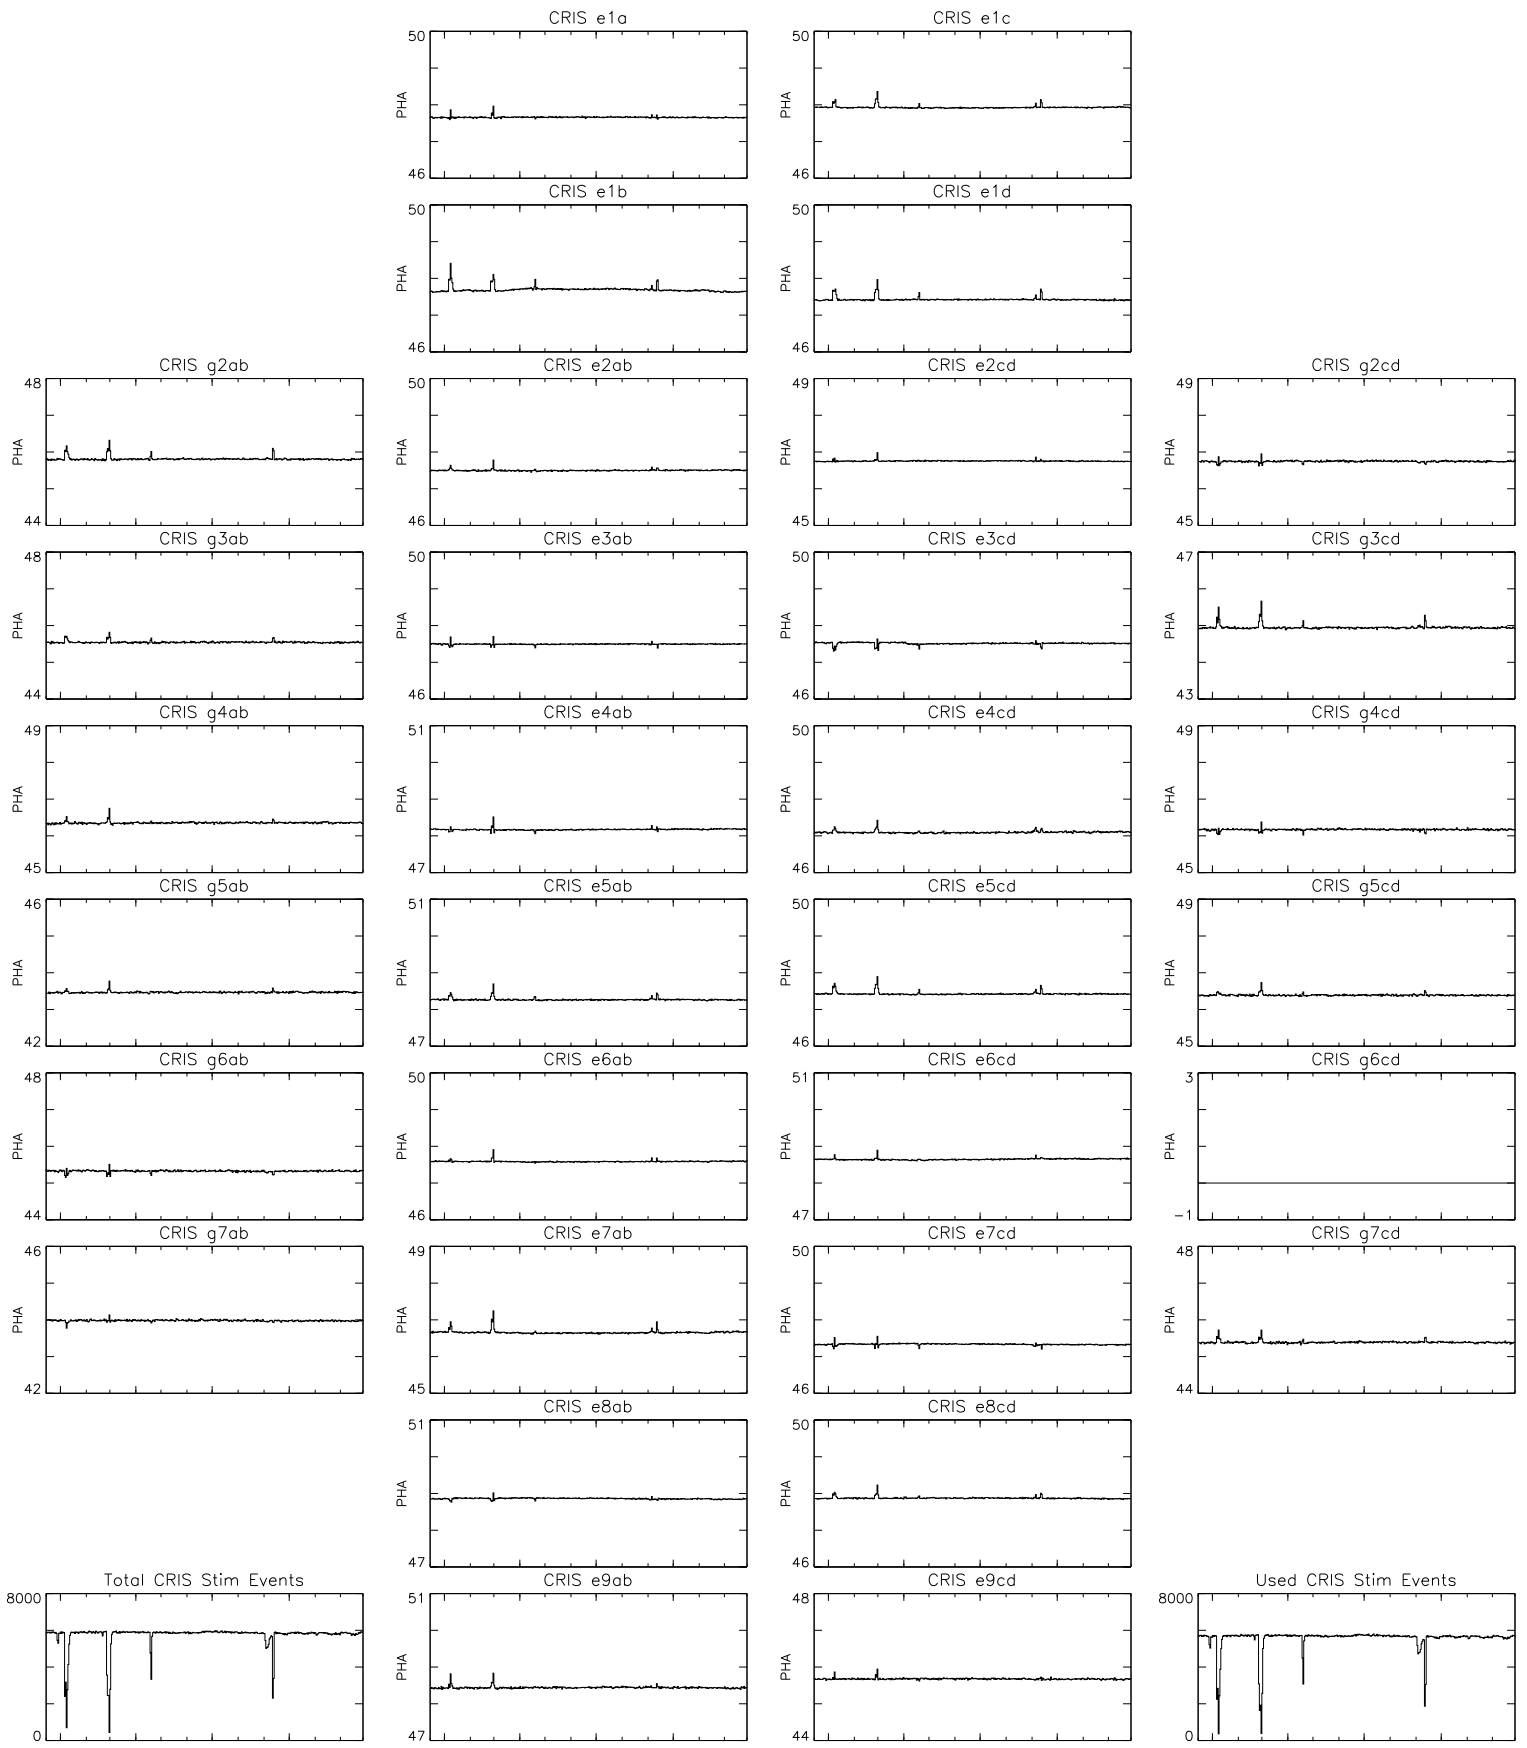 CRIS e1a
CRIS e1c
50
PHA
46
50
PHA
46
CRIS e1b
CRIS e1d
50
PHA
46
50
PHA
46
CRIS g2ab
CRIS e2ab
CRIS e2cd
CRIS g2cd
48
PHA
44
50
PHA
46
49
PHA
45
49
PHA
45
CRIS g3ab
CRIS e3ab
CRIS e3cd
CRIS g3cd
48
PHA
44
50
PHA
46
50
PHA
46
47
PHA
43
CRIS g4ab
CRIS e4ab
CRIS e4cd
CRIS g4cd
49
PHA
45
51
PHA
47
50
PHA
46
49
PHA
45
CRIS g5ab
CRIS e5ab
CRIS e5cd
CRIS g5cd
46
PHA
42
51
PHA
47
50
PHA
46
49
PHA
45
CRIS g6ab
CRIS e6ab
CRIS e6cd
CRIS g6cd
48
PHA
44
50
PHA
46
51
PHA
47
3
PHA
-1
CRIS g7ab
CRIS e7ab
CRIS e7cd
CRIS g7cd
46
PHA
42
49
PHA
45
50
PHA
46
48
PHA
44
CRIS e8ab
CRIS e8cd
51
PHA
47
50
PHA
46
Total CRIS Stim Events
CRIS e9ab
CRIS e9cd
Used CRIS Stim Events
8000
0
51
PHA
47
48
PHA
44
8000
0